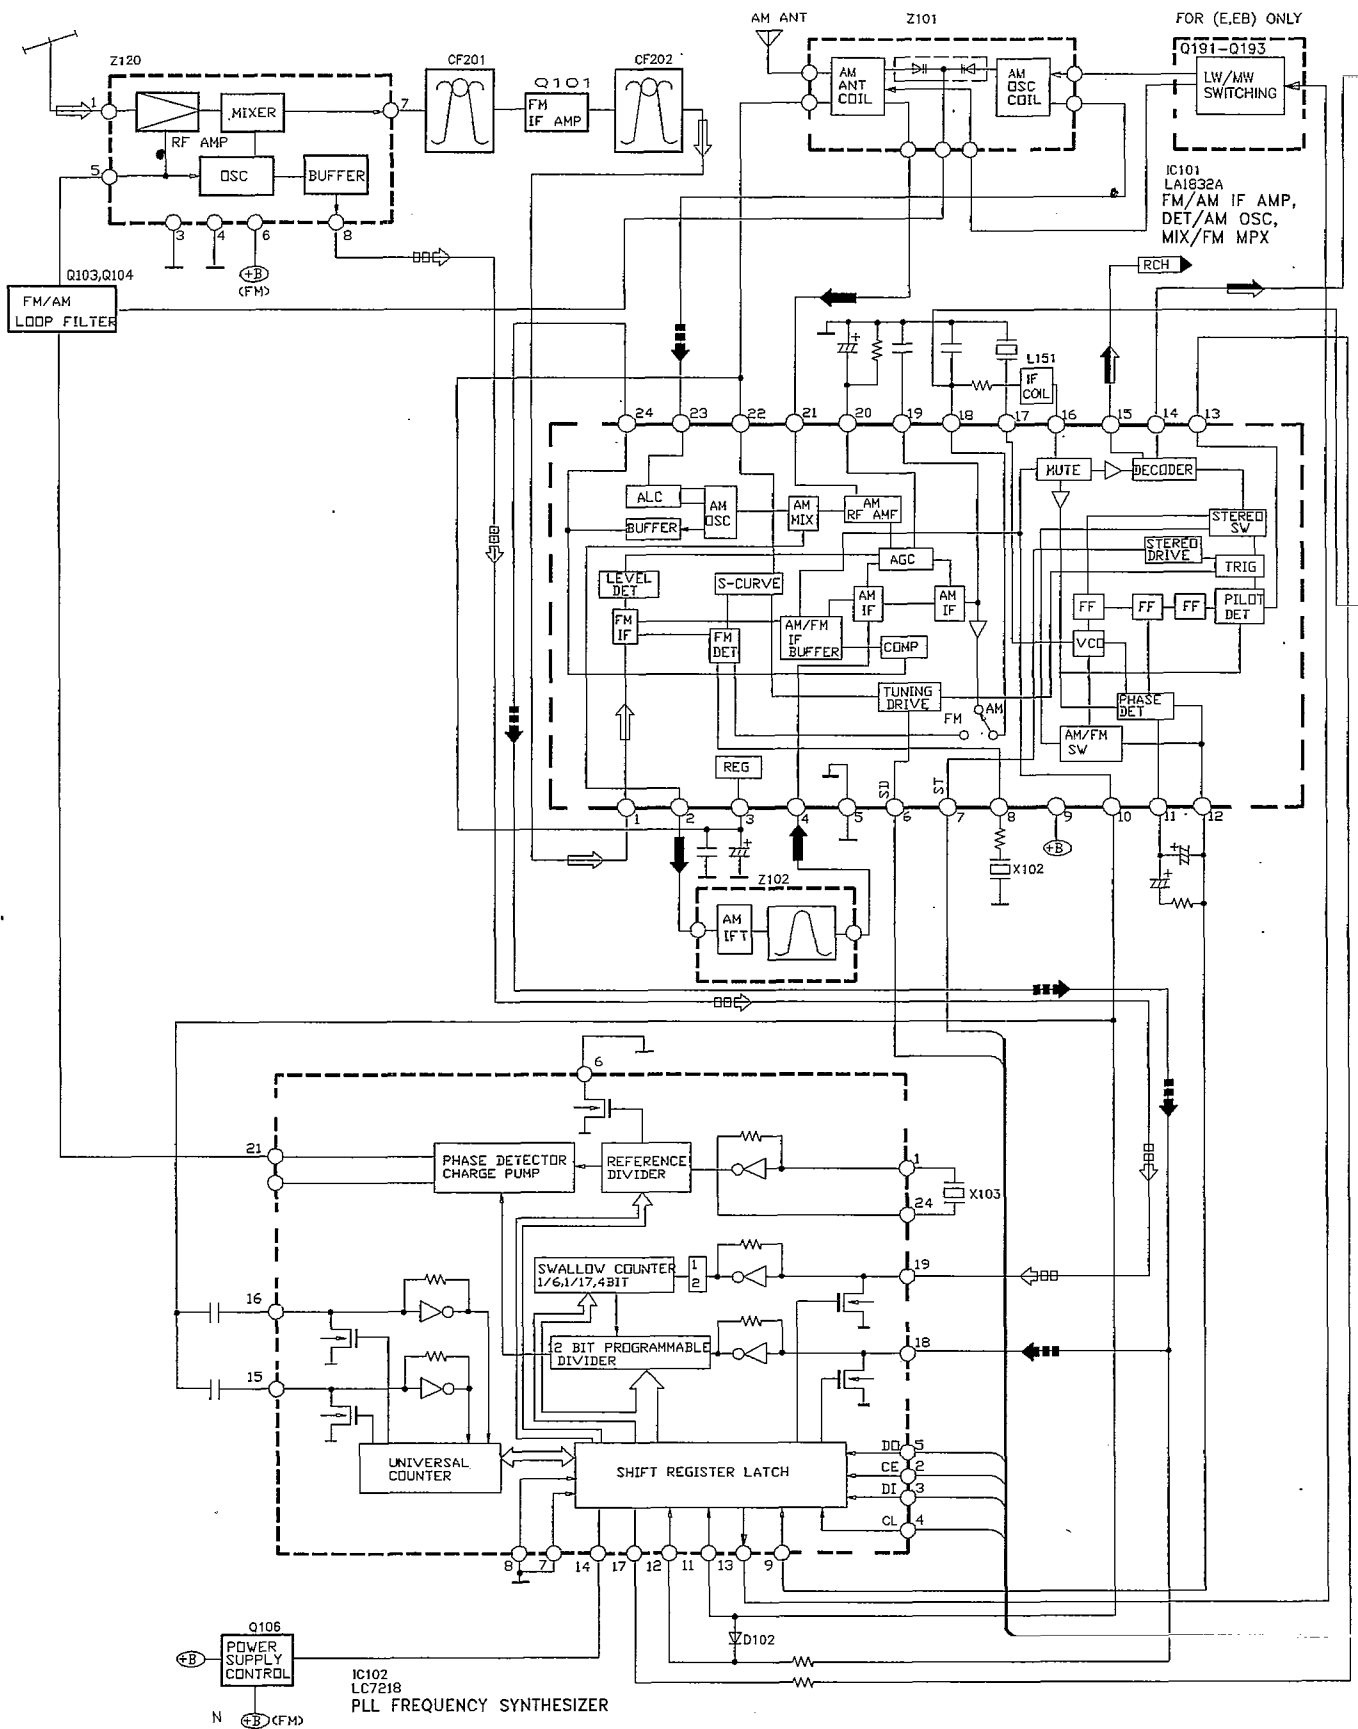 AM ANT
Z101
FOR (E,EB) ONLY
Q191-Q193
Z120
CF201
Q101
CF202
1
MIXER
7
FM
IF AMP
AM
ANT
COIL
AM
OSC
COIL
LW/MW
SWITCHING
RF AMP
5
OSC
BUFFER
3
4
6
8
+B
(FM)
IC101
LA1832A
FM/AM IF AMP,
DET/AM OSC,
MIX/FM MPX
RCH
Q103,Q104
FM/AM
LOOP FILTER
L151
IF
COIL
24
23
22
21
20
19
18
17
16
15
14
13
MUTE
DECODER
ALC
AM
OSC
BUFFER
AM
MIX
AM
RF AMP
STEREO
SW
STEREO
DRIVE
TRIG
AGC
LEVEL
DET
S-CURVE
AM
IF
AM
IF
FF
FF
FF
PILOT
DET
FM
IF
FM
DET
AM/FM
IF
BUFFER
COMP
VCO
TUNING
DRIVE
PHASE
DET
FM
AM
AM/FM
SW
REG
SD
ST
1
2
3
4
5
6
7
8
9
10
11
12
+B
X102
Z102
AM
IFT
6
21
PHASE DETECTOR
CHARGE PUMP
REFERENCE
DIVIDER
1
X103
24
SWALLOW COUNTER
1/6,1/17,4BIT
1
2
19
16
12 BIT PROGRAMMABLE
DIVIDER
18
15
UNIVERSAL
COUNTER
SHIFT REGISTER LATCH
DO
5
CE
2
DI
3
CL
4
8
7
14
17
12
11
13
9
D102
Q106
+B
POWER
SUPPLY
CONTROL
IC102
LC7218
PLL FREQUENCY SYNTHESIZER
N
+B
(FM)